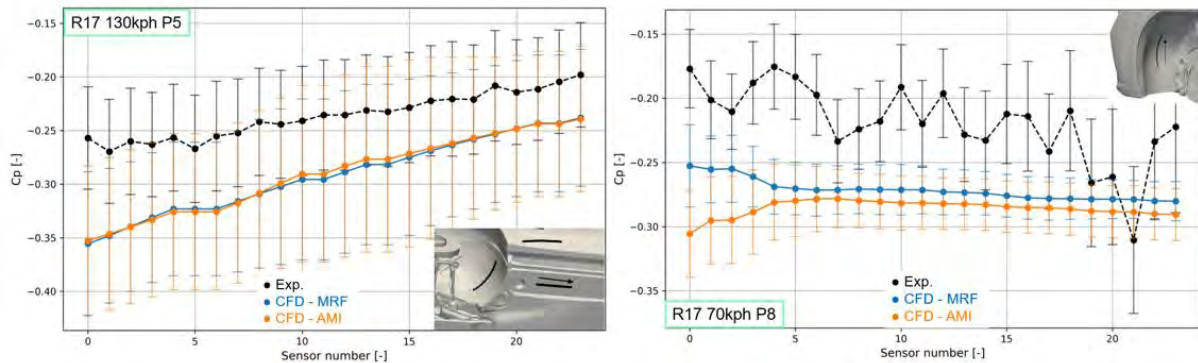 R17 130kph P5
−0.15
−0.20
−0.25
−0.30
−0.35
−0.40
Cp [-]
Exp.
CFD - MRF
CFD - AMI
0 5 10 15 20
Sensor number [-]
−0.15
−0.20
−0.25
−0.30
−0.35
Cp [-]
Exp.
CFD - MRF
CFD - AMI
R17 70kph P8
0 5 10 15 20
Sensor number [-]